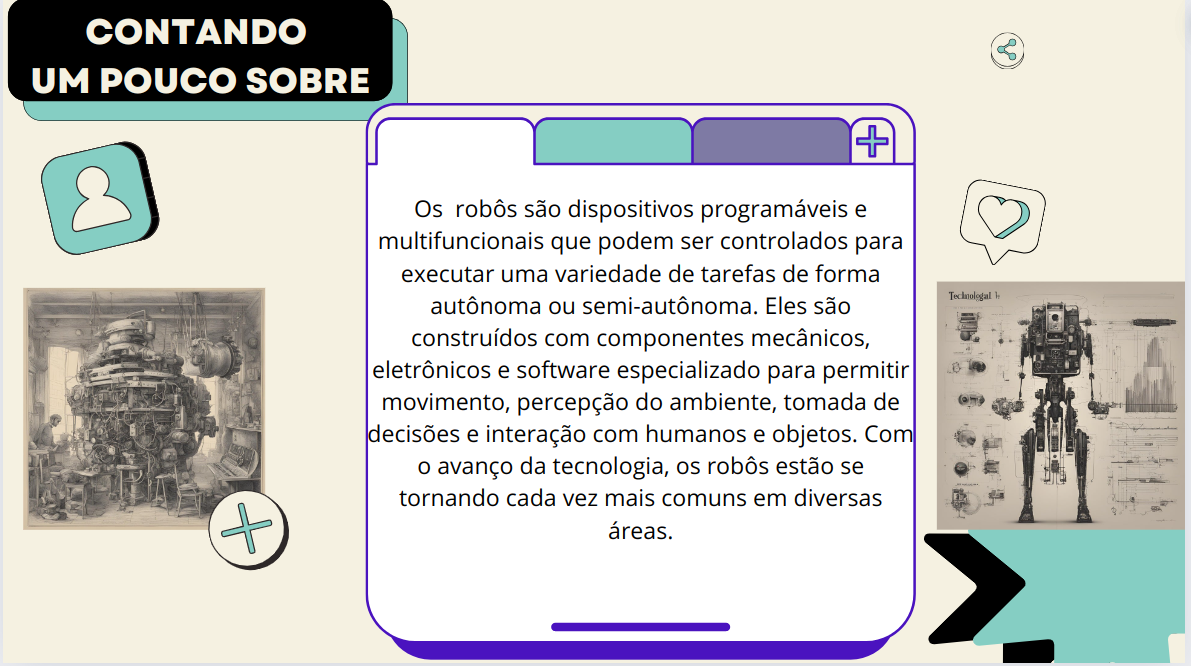 CONTANDO
UM POUCO SOBRE
Os robôs são dispositivos programáveis e
multifuncionais que podem ser controlados para
executar uma variedade de tarefas de forma
autônoma ou semi-autônoma. Eles são
construídos com componentes mecânicos,
eletrônicos e software especializado para permitir
movimento, percepção do ambiente, tomada de
decisões e interação com humanos e objetos. Com
o avanço da tecnologia, os robôs estão se
tornando cada vez mais comuns em diversas
áreas.